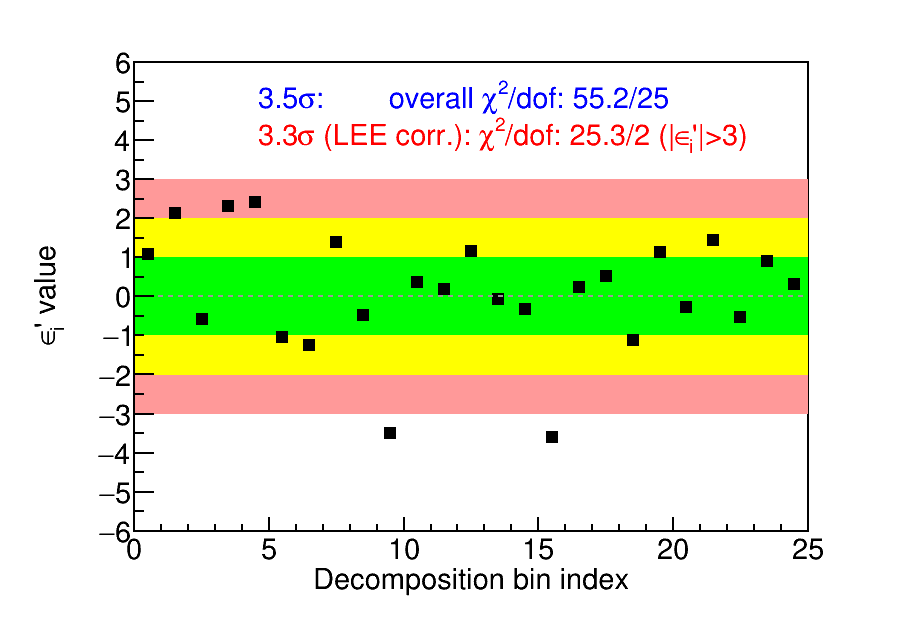 6
5
4
3
2
1
0
−1
−2
−3
−4
−5
−6
ϵi' value
3.5σ: overall χ²/dof: 55.2/25
3.3σ (LEE corr.): χ²/dof: 25.3/2 (|ϵi'|>3)
0 5 10 15 20 25
Decomposition bin index